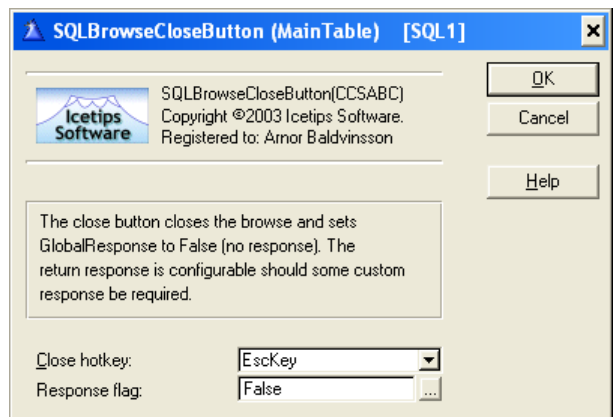 SQLBrowseCloseButton (MainTable) [SQL1]
OK
Cancel
Help
Icetips
Software
SQLBrowseCloseButton(CCSABC)
Copyright ©2003 Icetips Software.
Registered to: Arnor Baldvinsson
The close button closes the browse and sets
GlobalResponse to False (no response). The
return response is configurable should some custom
response be required.
Close hotkey: EscKey
Response flag: False ...